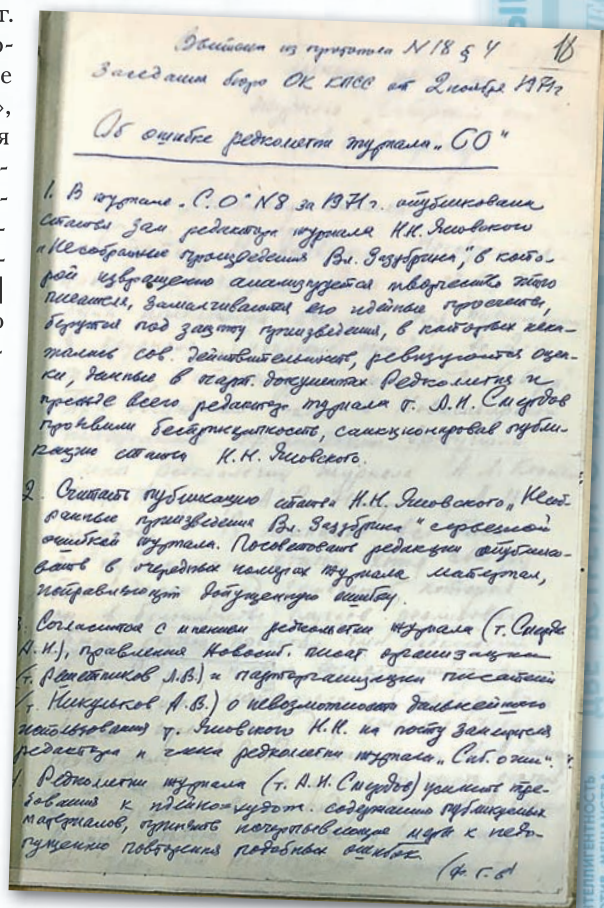 18
Выписка из протокола N 18 § 4
Заседания бюро ОК КПСС от 2 ноября 1971г
Об ошибке редколлегии журнала „СО"
1. В журнале „С.О" N 8 за 1971 г. опубликована
статья зам. редактора журнала Н.Н. Яновского
„Несобранные произведения Вл. Зазубрина", в кото-
рой извращенно анализируется творчество этого
писателя, замалчиваются его идейные просчеты,
берутся под защиту произведения, в которых иска-
жалась сов. действительность, ревизуются оцен-
ки, данные в парт. документах. Редколлегия и
прежде всего редактор журнала т. А.И. Смердов
проявили беспринципность, санкционировав публи-
кацию статьи Н.Н. Яновского.
2. Считать публикацию статьи Н.Н. Яновского „Несоб-
ранные произведения Вл. Зазубрина" серьезной
ошибкой журнала. Посоветовать редакции опублико-
вать в очередных номерах журнала материал,
исправляющий допущенную ошибку.
3. Согласиться с мнением редколлегии журнала (т. Смердов
А.И.), правления Новосиб. писат организации
(т. Решетников Л.В.) и парторганизации писателей
(т. Никульков А.В.) о невозможности дальнейшего
использования т. Яновского Н.Н. на посту заместителя
редактора и члена редколлегии журнала „Сиб. огни".
4. Редколлегии журнала (т. А.И. Смердов) усилить тре-
бования к идейно-худож. содержанию публикуемых
материалов, принять исчерпывающие меры к недо-
пущению повторения подобных ошибок.
г.
е
»,
я
о
ТЕЛЛИГЕНТНОСТЬ